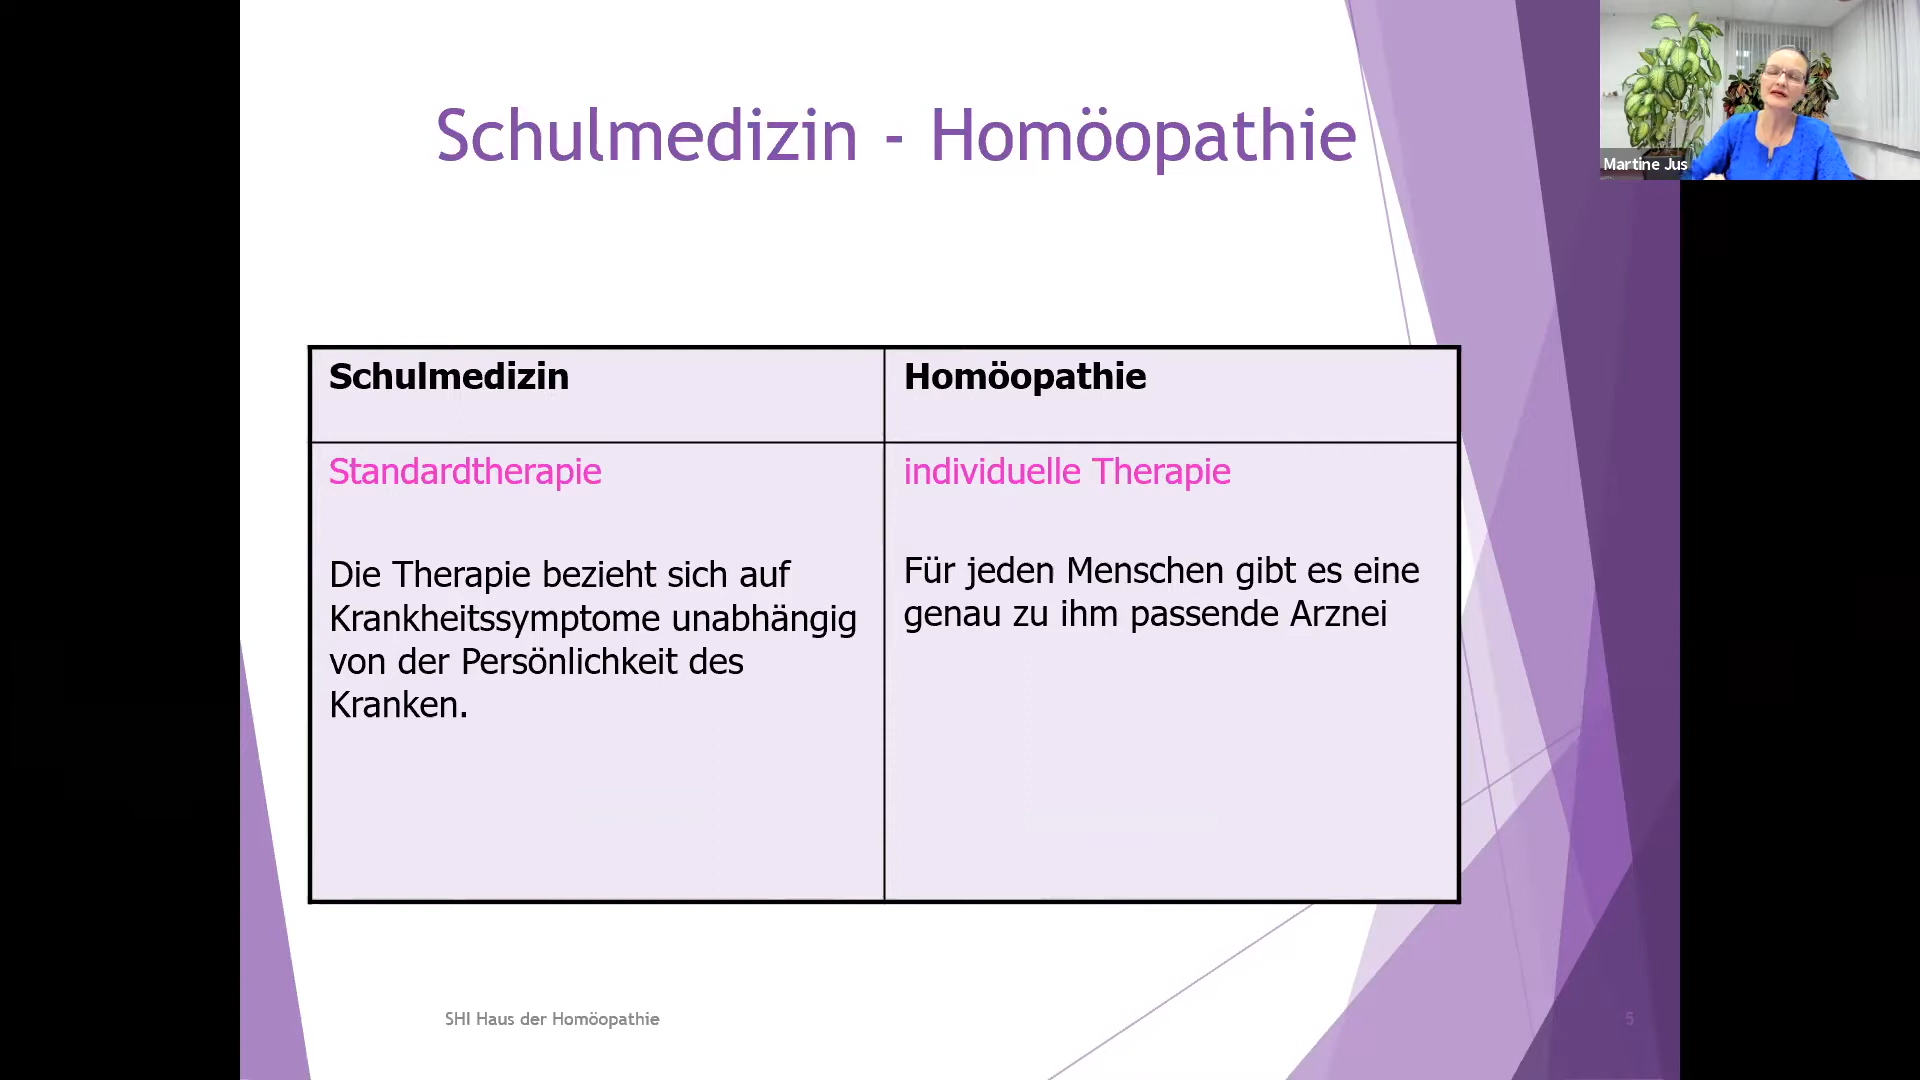 Schulmedizin - Homöopathie
Martine Jus
Schulmedizin
Homöopathie
Standardtherapie
individuelle Therapie
Die Therapie bezieht sich auf
Krankheitssymptome unabhängig
von der Persönlichkeit des
Kranken.
Für jeden Menschen gibt es eine
genau zu ihm passende Arznei
SHI Haus der Homöopathie
5